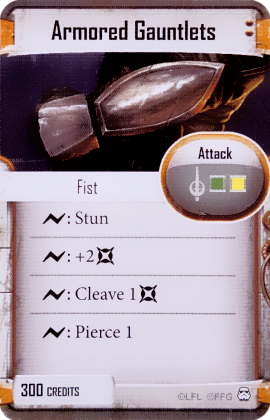 Armored Gauntlets
Attack
Fist
: Stun
: +2
: Cleave 1
: Pierce 1
300 CREDITS
©LFL ©FFG